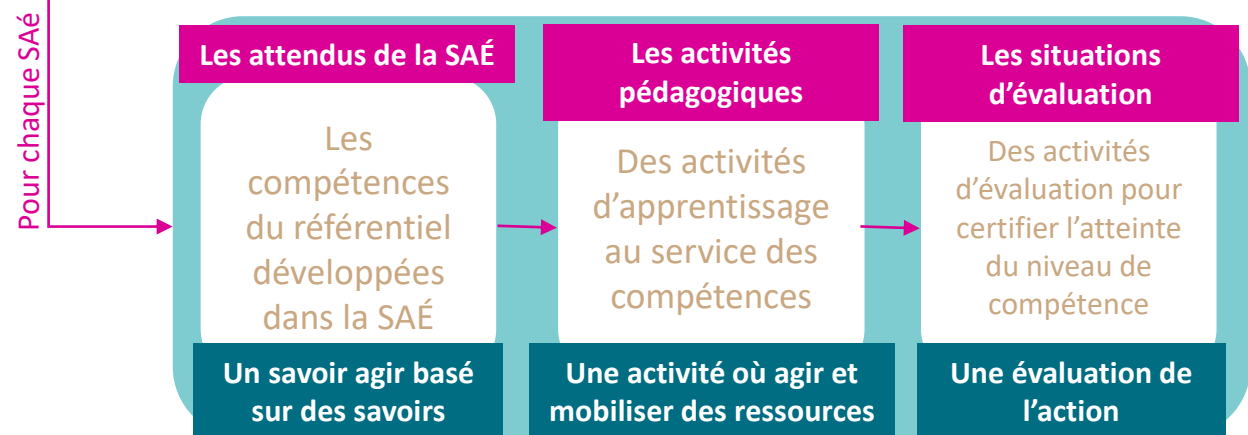 Pour chaque SAé
Les attendus de la SAÉ
Les
compétences
du référentiel
développées
dans la SAÉ
Un savoir agir basé
sur des savoirs
Les activités
pédagogiques
Des activités
d’apprentissage
au service des
compétences
Une activité où agir et
mobiliser des ressources
Les situations
d’évaluation
Des activités
d’évaluation pour
certifier l’atteinte
du niveau de
compétence
Une évaluation de
l’action